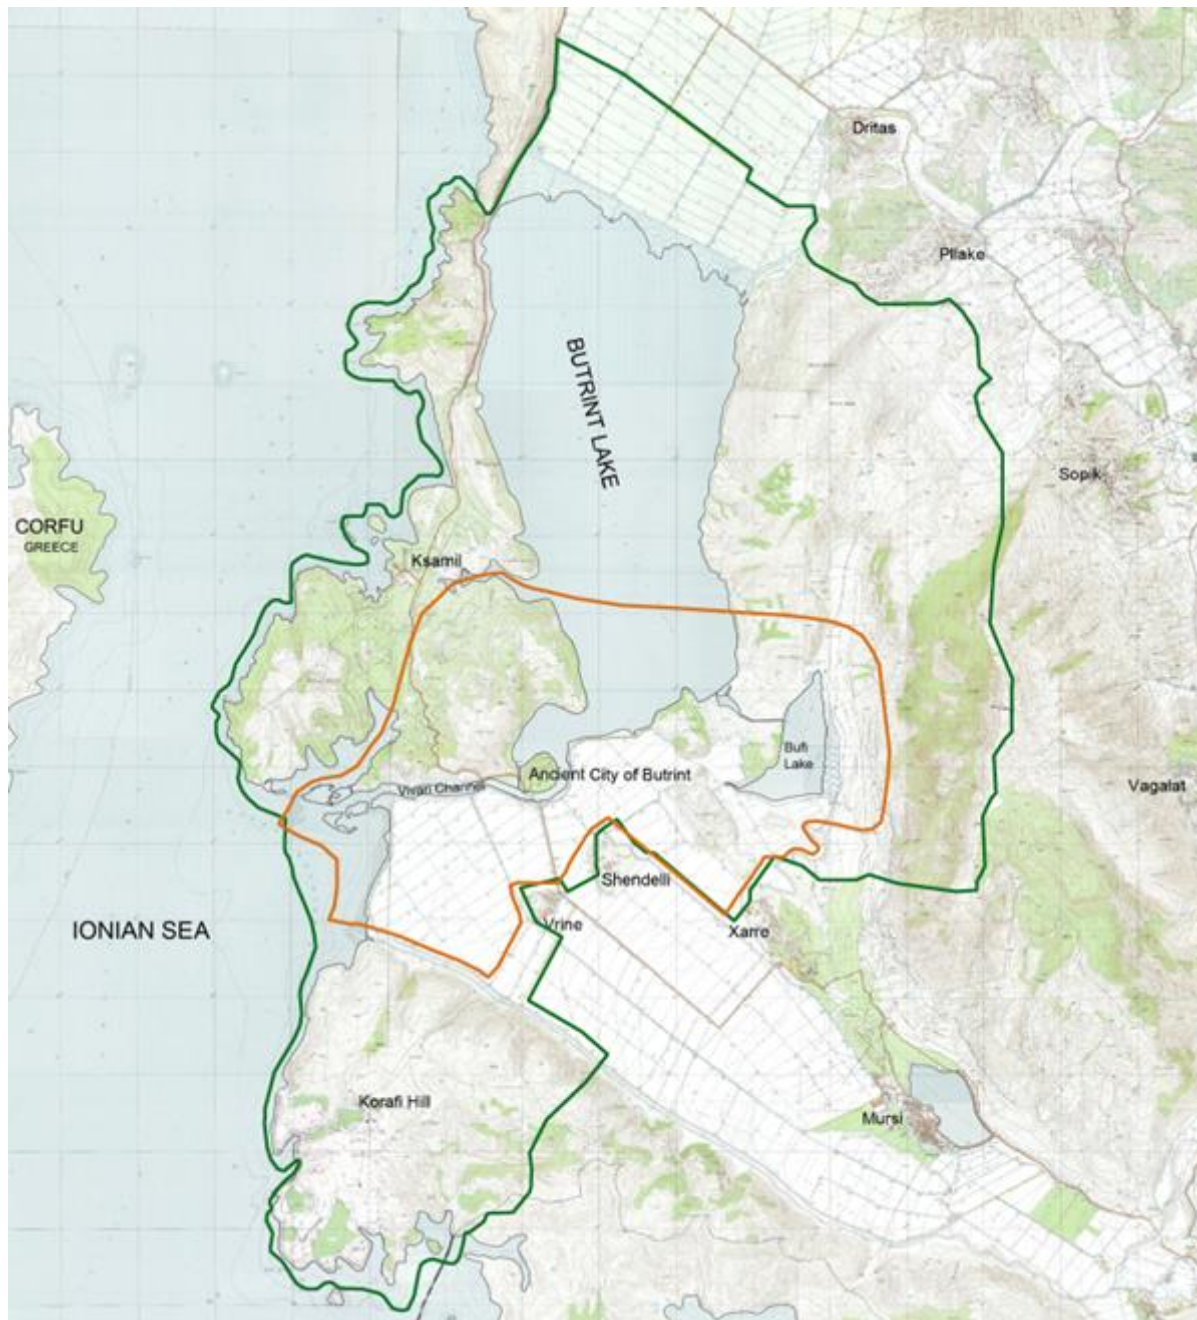 Dritas
Pllake
BUTRINT LAKE
Sopik
CORFU
GREECE
Ksamil
Bufi
Lake
Ancient City of Butrint
Vivari Channel
Vagalat
Shendelli
IONIAN SEA
Vrine
Xarre
Korafi Hill
Mursi